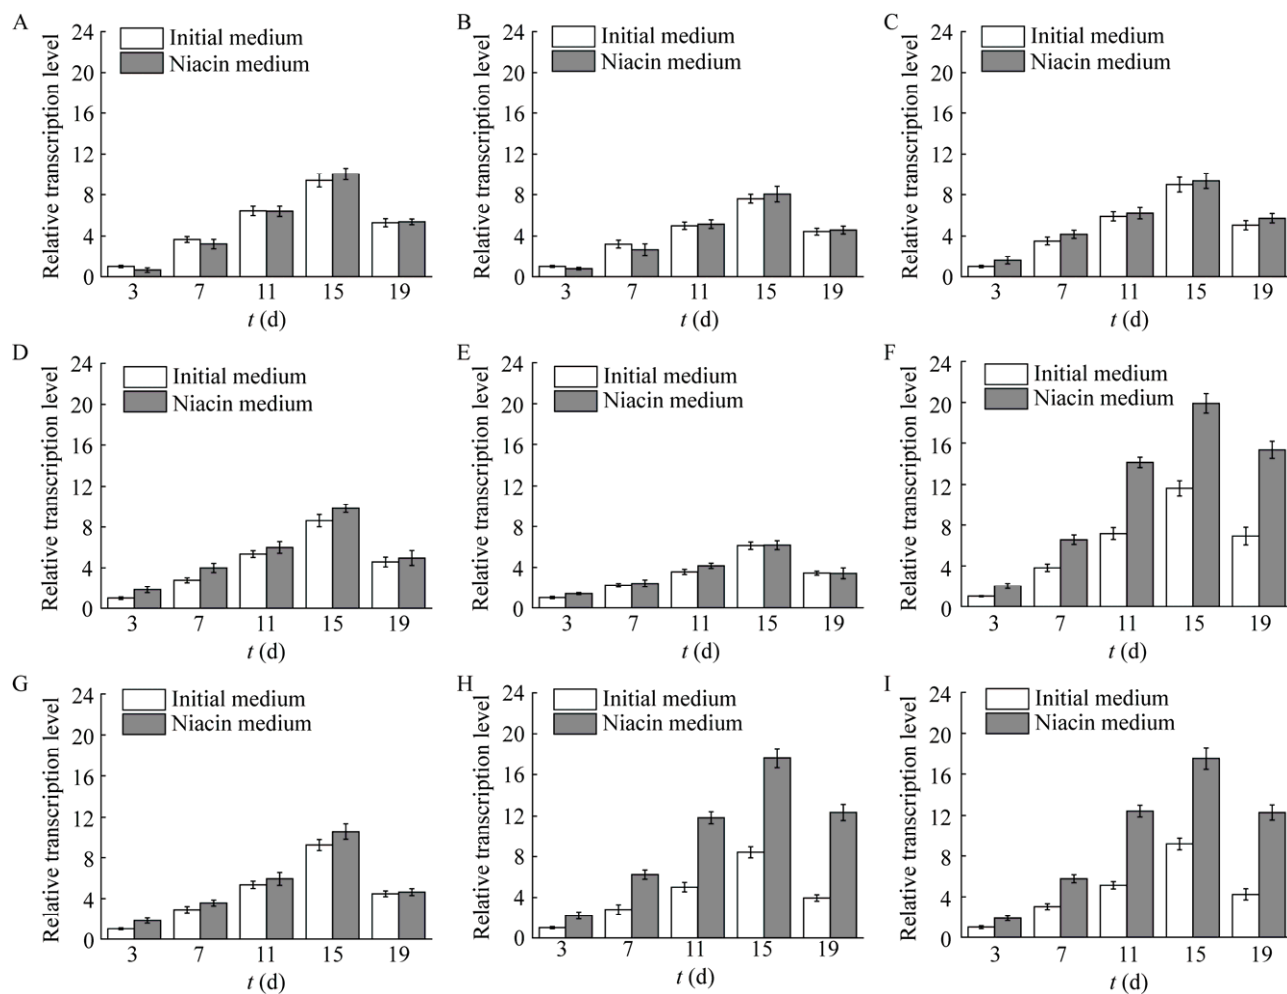 A
Initial medium
Niacin medium
Relative transcription level
24
20
16
12
8
4
0
3 7 11 15 19
t (d)
B
Initial medium
Niacin medium
Relative transcription level
24
20
16
12
8
4
0
3 7 11 15 19
t (d)
C
Initial medium
Niacin medium
Relative transcription level
24
20
16
12
8
4
0
3 7 11 15 19
t (d)
D
Initial medium
Niacin medium
Relative transcription level
24
20
16
12
8
4
0
3 7 11 15 19
t (d)
E
Initial medium
Niacin medium
Relative transcription level
24
20
16
12
8
4
0
3 7 11 15 19
t (d)
F
Initial medium
Niacin medium
Relative transcription level
24
20
16
12
8
4
0
3 7 11 15 19
t (d)
G
Initial medium
Niacin medium
Relative transcription level
24
20
16
12
8
4
0
3 7 11 15 19
t (d)
H
Initial medium
Niacin medium
Relative transcription level
24
20
16
12
8
4
0
3 7 11 15 19
t (d)
I
Initial medium
Niacin medium
Relative transcription level
24
20
16
12
8
4
0
3 7 11 15 19
t (d)